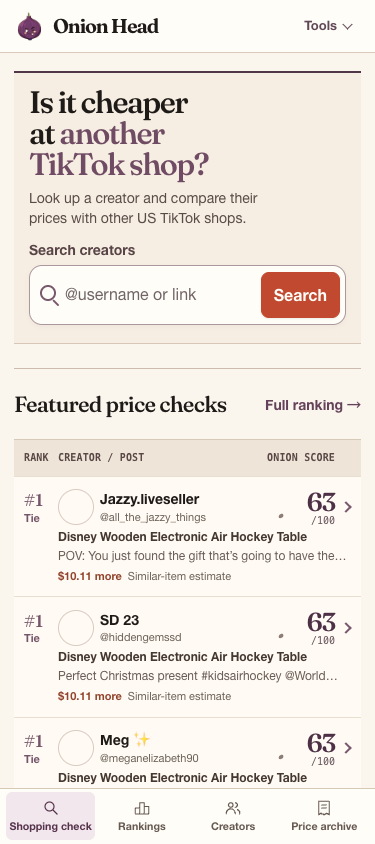 Onion Head
Tools
Is it cheaper
at another
TikTok shop?
Look up a creator and compare their
prices with other US TikTok shops.
Search creators
@username or link
Search
Featured price checks
Full ranking →
RANK CREATOR / POST ONION SCORE
#1 Jazzy.liveseller 63
Tie @all_the_jazzy_things /100
Disney Wooden Electronic Air Hockey Table
POV: You just found the gift that's going to have the…
$10.11 more Similar-item estimate
#1 SD 23 63
Tie @hiddengemssd /100
Disney Wooden Electronic Air Hockey Table
Perfect Christmas present #kidsairhockey @World…
$10.11 more Similar-item estimate
#1 Meg ✨ 63
Tie @meganelizabeth90 /100
Disney Wooden Electronic Air Hockey Table
Shopping check Rankings Creators Price archive